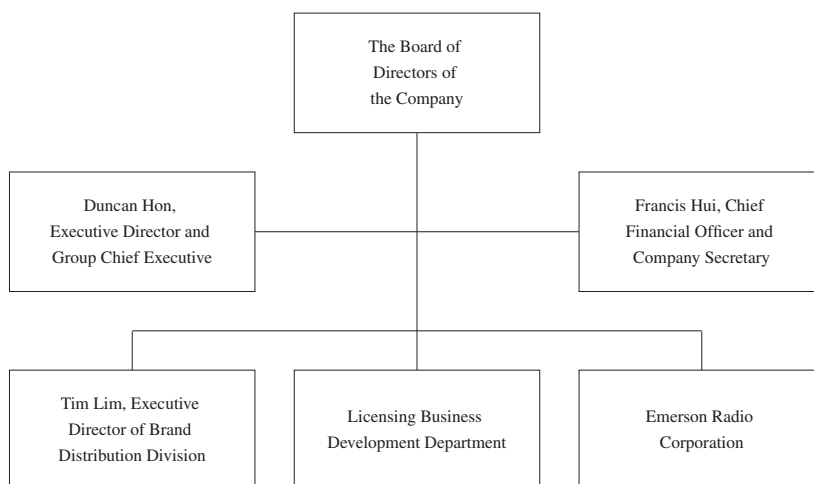 The Board of
Directors of
the Company
Duncan Hon,
Executive Director and
Group Chief Executive
Francis Hui, Chief
Financial Officer and
Company Secretary
Tim Lim, Executive
Director of Brand
Distribution Division
Licensing Business
Development Department
Emerson Radio
Corporation